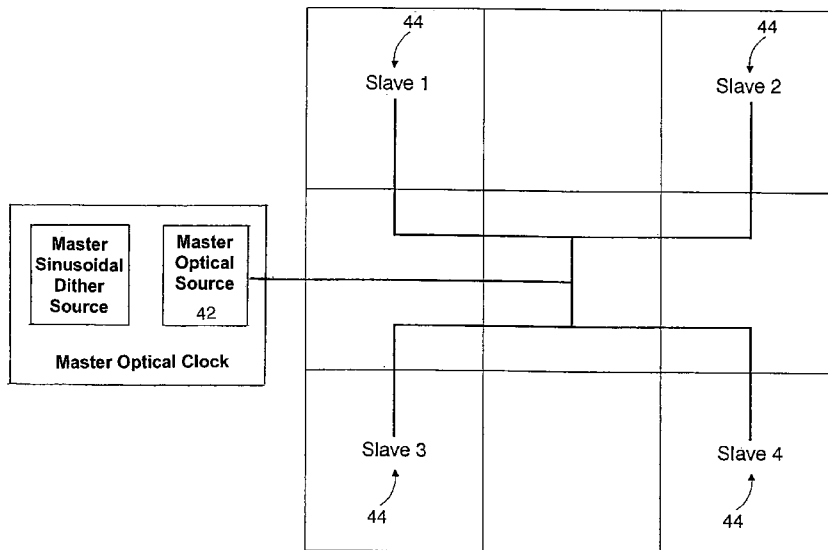 44
44
Slave 1
Slave 2
Master
Sinusoidal
Dither
Source
Master
Optical
Source
42
Master Optical Clock
Slave 3
Slave 4
44
44